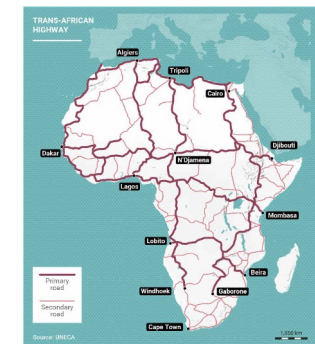 TRANS-AFRICAN
HIGHWAY
Algiers
Tripoli
Cairo
Dakar
N'Djamena
Djibouti
Lagos
Mombasa
Lobito
Beira
Windhoek
Gaborone
Cape Town
Primary
road
Secondary
road
Source: UNECA
1,000 km